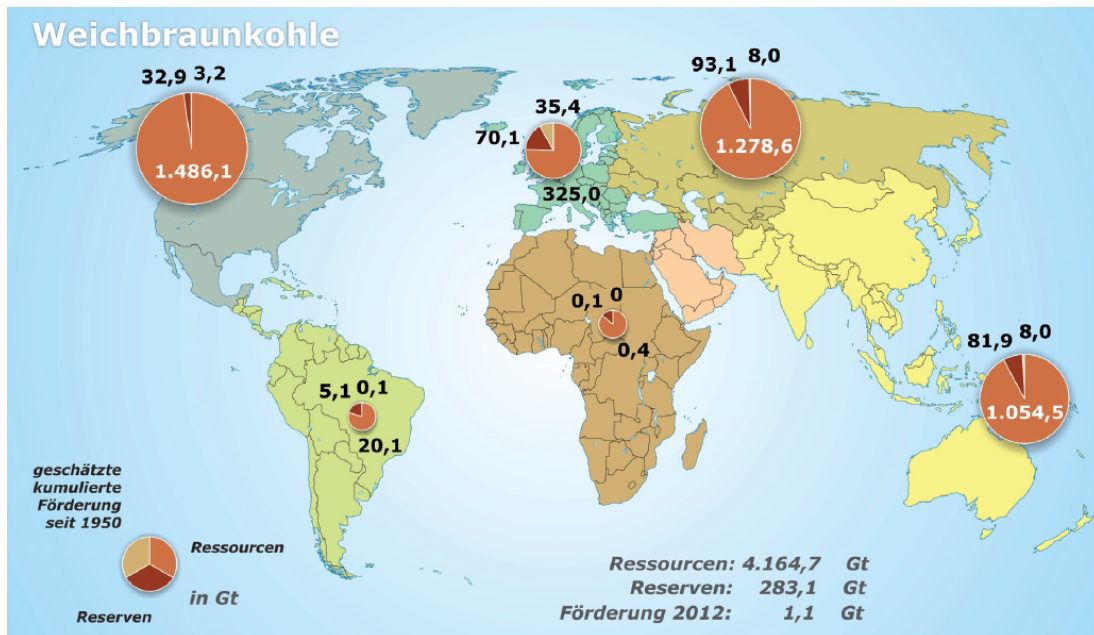 Weichbraunkohle
32,9 3,2
1.486,1
35,4
70,1
325,0
93,1 8,0
1.278,6
0,1 0
0,4
81,9 8,0
1.054,5
5,1 0,1
20,1
geschätzte
kumulierte
Förderung
seit 1950
Ressourcen
in Gt
Reserven
Ressourcen: 4.164,7 Gt
Reserven: 283,1 Gt
Förderung 2012: 1,1 Gt